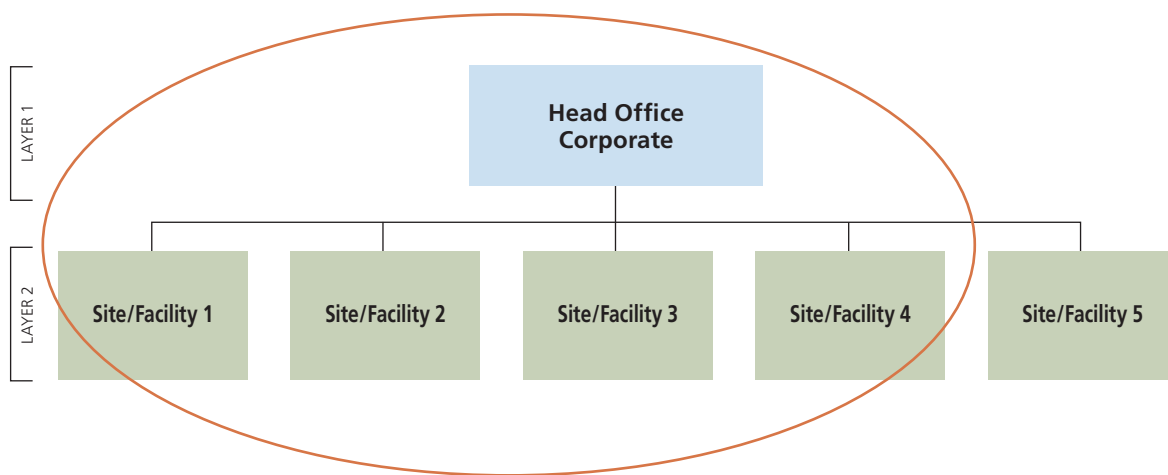 LAYER 1
Head Office
Corporate
LAYER 2
Site/Facility 1
Site/Facility 2
Site/Facility 3
Site/Facility 4
Site/Facility 5